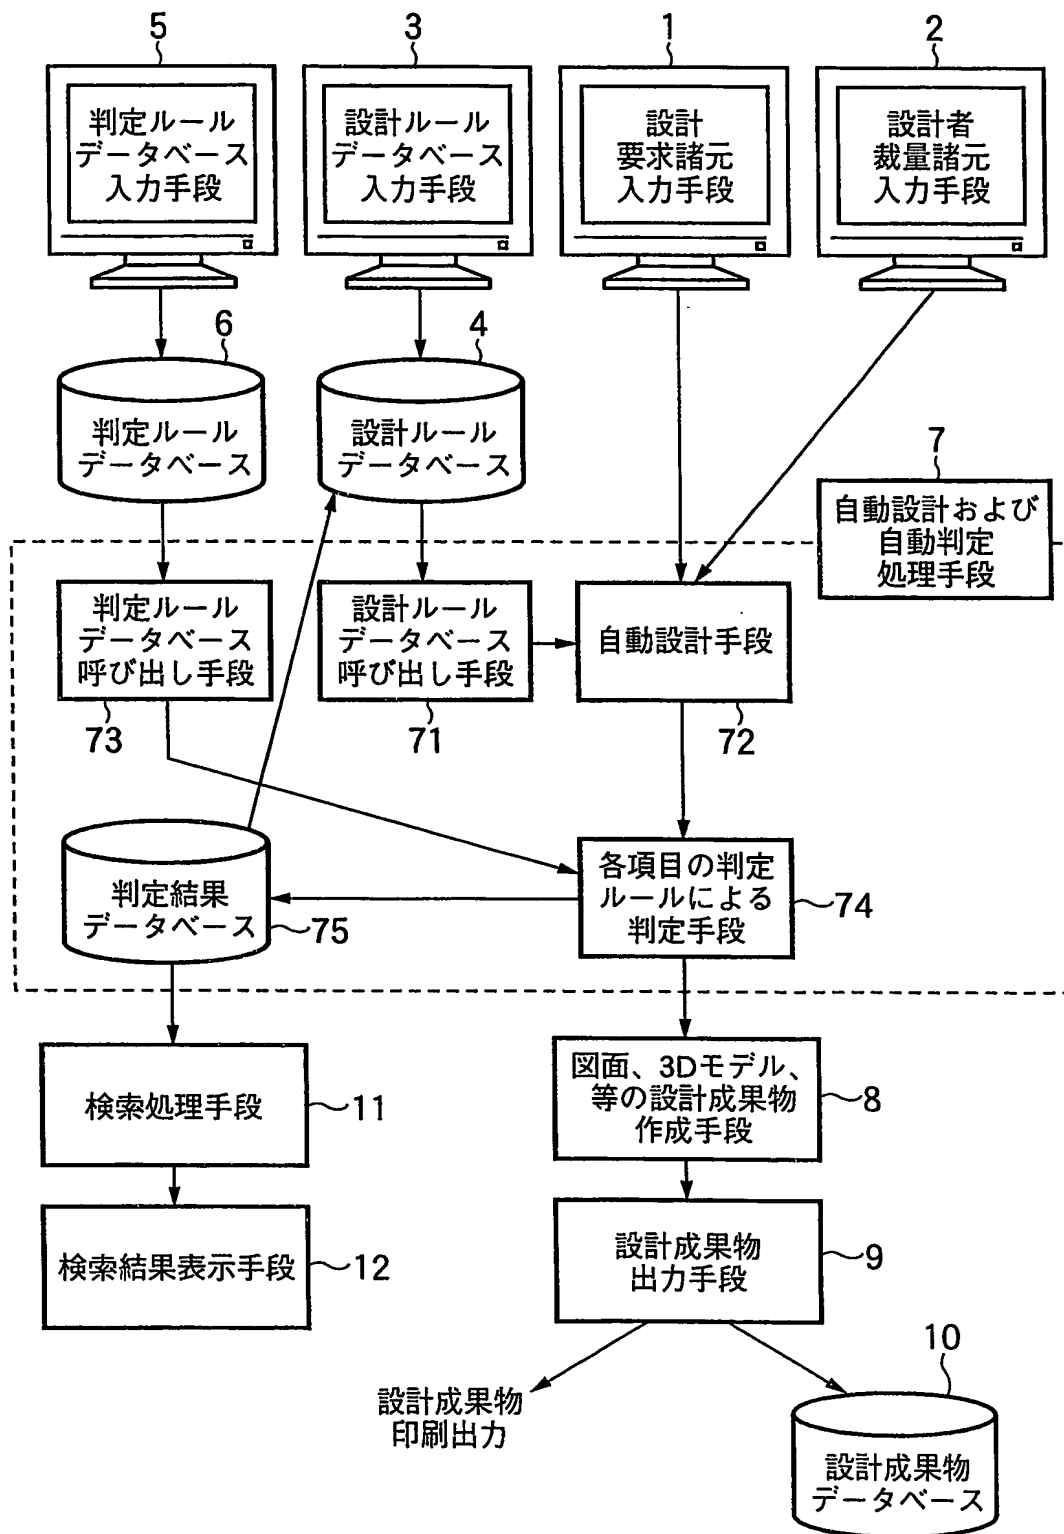 5
3
1
2
判定ルール
データベース
入力手段
設計ルール
データベース
入力手段
設計
要求諸元
入力手段
設計者
裁量諸元
入力手段
6
4
判定ルール
データベース
設計ルール
データベース
7
自動設計および
自動判定
処理手段
判定ルール
データベース
呼び出し手段
設計ルール
データベース
呼び出し手段
自動設計手段
73
71
72
判定結果
データベース
75
各項目の判定
ルールによる
判定手段
74
検索処理手段
11
図面、3Dモデル、
等の設計成果物
作成手段
8
検索結果表示手段
12
設計成果物
出力手段
9
設計成果物
印刷出力
10
設計成果物
データベース